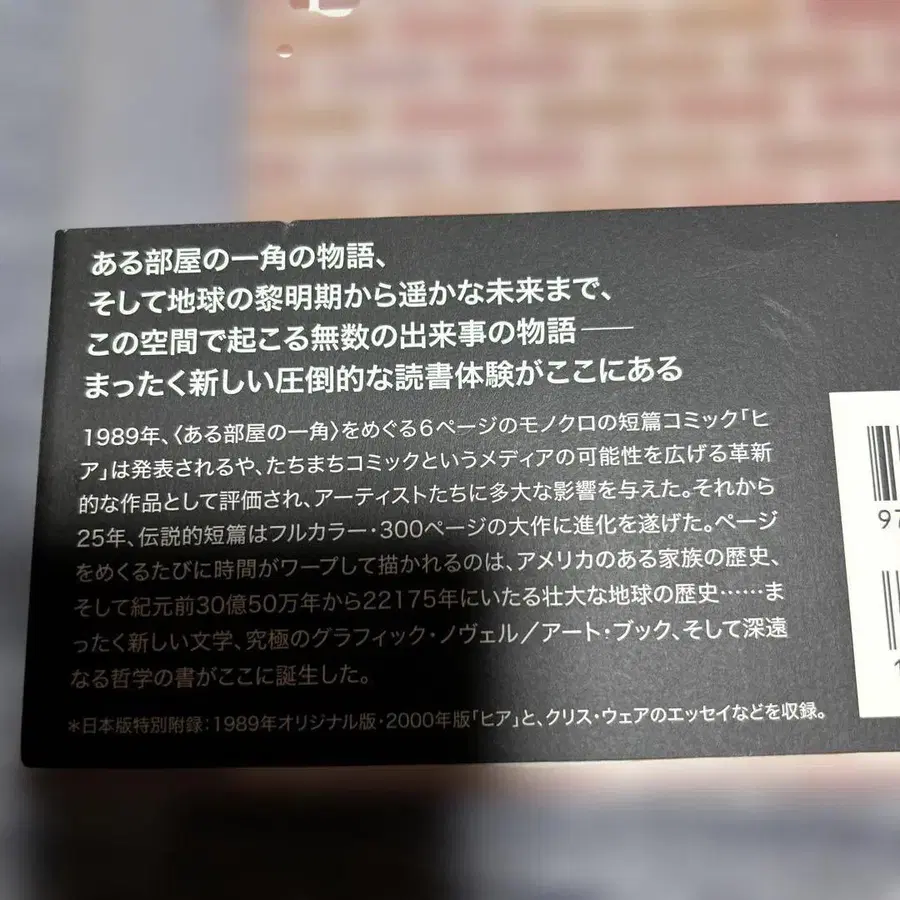 ある部屋の一角の物語、
そして地球の黎明期から遥かな未来まで、
この空間で起こる無数の出来事の物語——
まったく新しい圧倒的な読書体験がここにある
1989年、〈ある部屋の一角〉をめぐる6ページのモノクロの短篇コミック「ヒ
ア」は発表されるや、たちまちコミックというメディアの可能性を広げる革新
的な作品として評価され、アーティストたちに多大な影響を与えた。それから
25年、伝説的短篇はフルカラー・300ページの大作に進化を遂げた。ページ
をめくるたびに時間がワープして描かれるのは、アメリカのある家族の歴史、
そして紀元前30億50万年から22175年にいたる壮大な地球の歴史……ま
ったく新しい文学、究極のグラフィック・ノヴェル／アート・ブック、そして深遠
なる哲学の書がここに誕生した。
*日本版特別附録：1989年オリジナル版・2000年版「ヒア」と、クリス・ウェアのエッセイなどを収録。
97
1